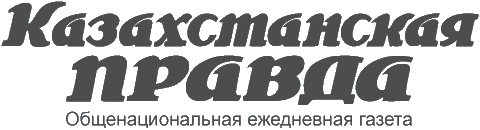 Казахстанская
правда
Общенациональная ежедневная газета